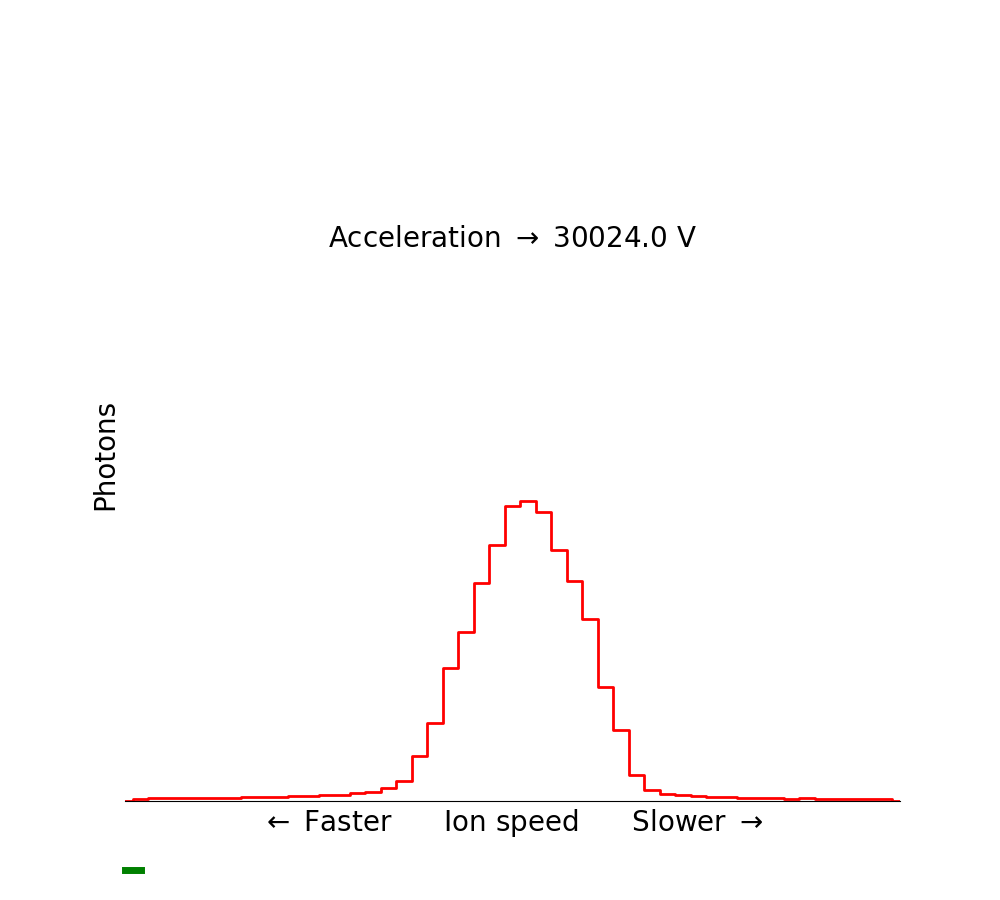 Acceleration → 30024.0 V
Photons
← Faster Ion speed Slower →